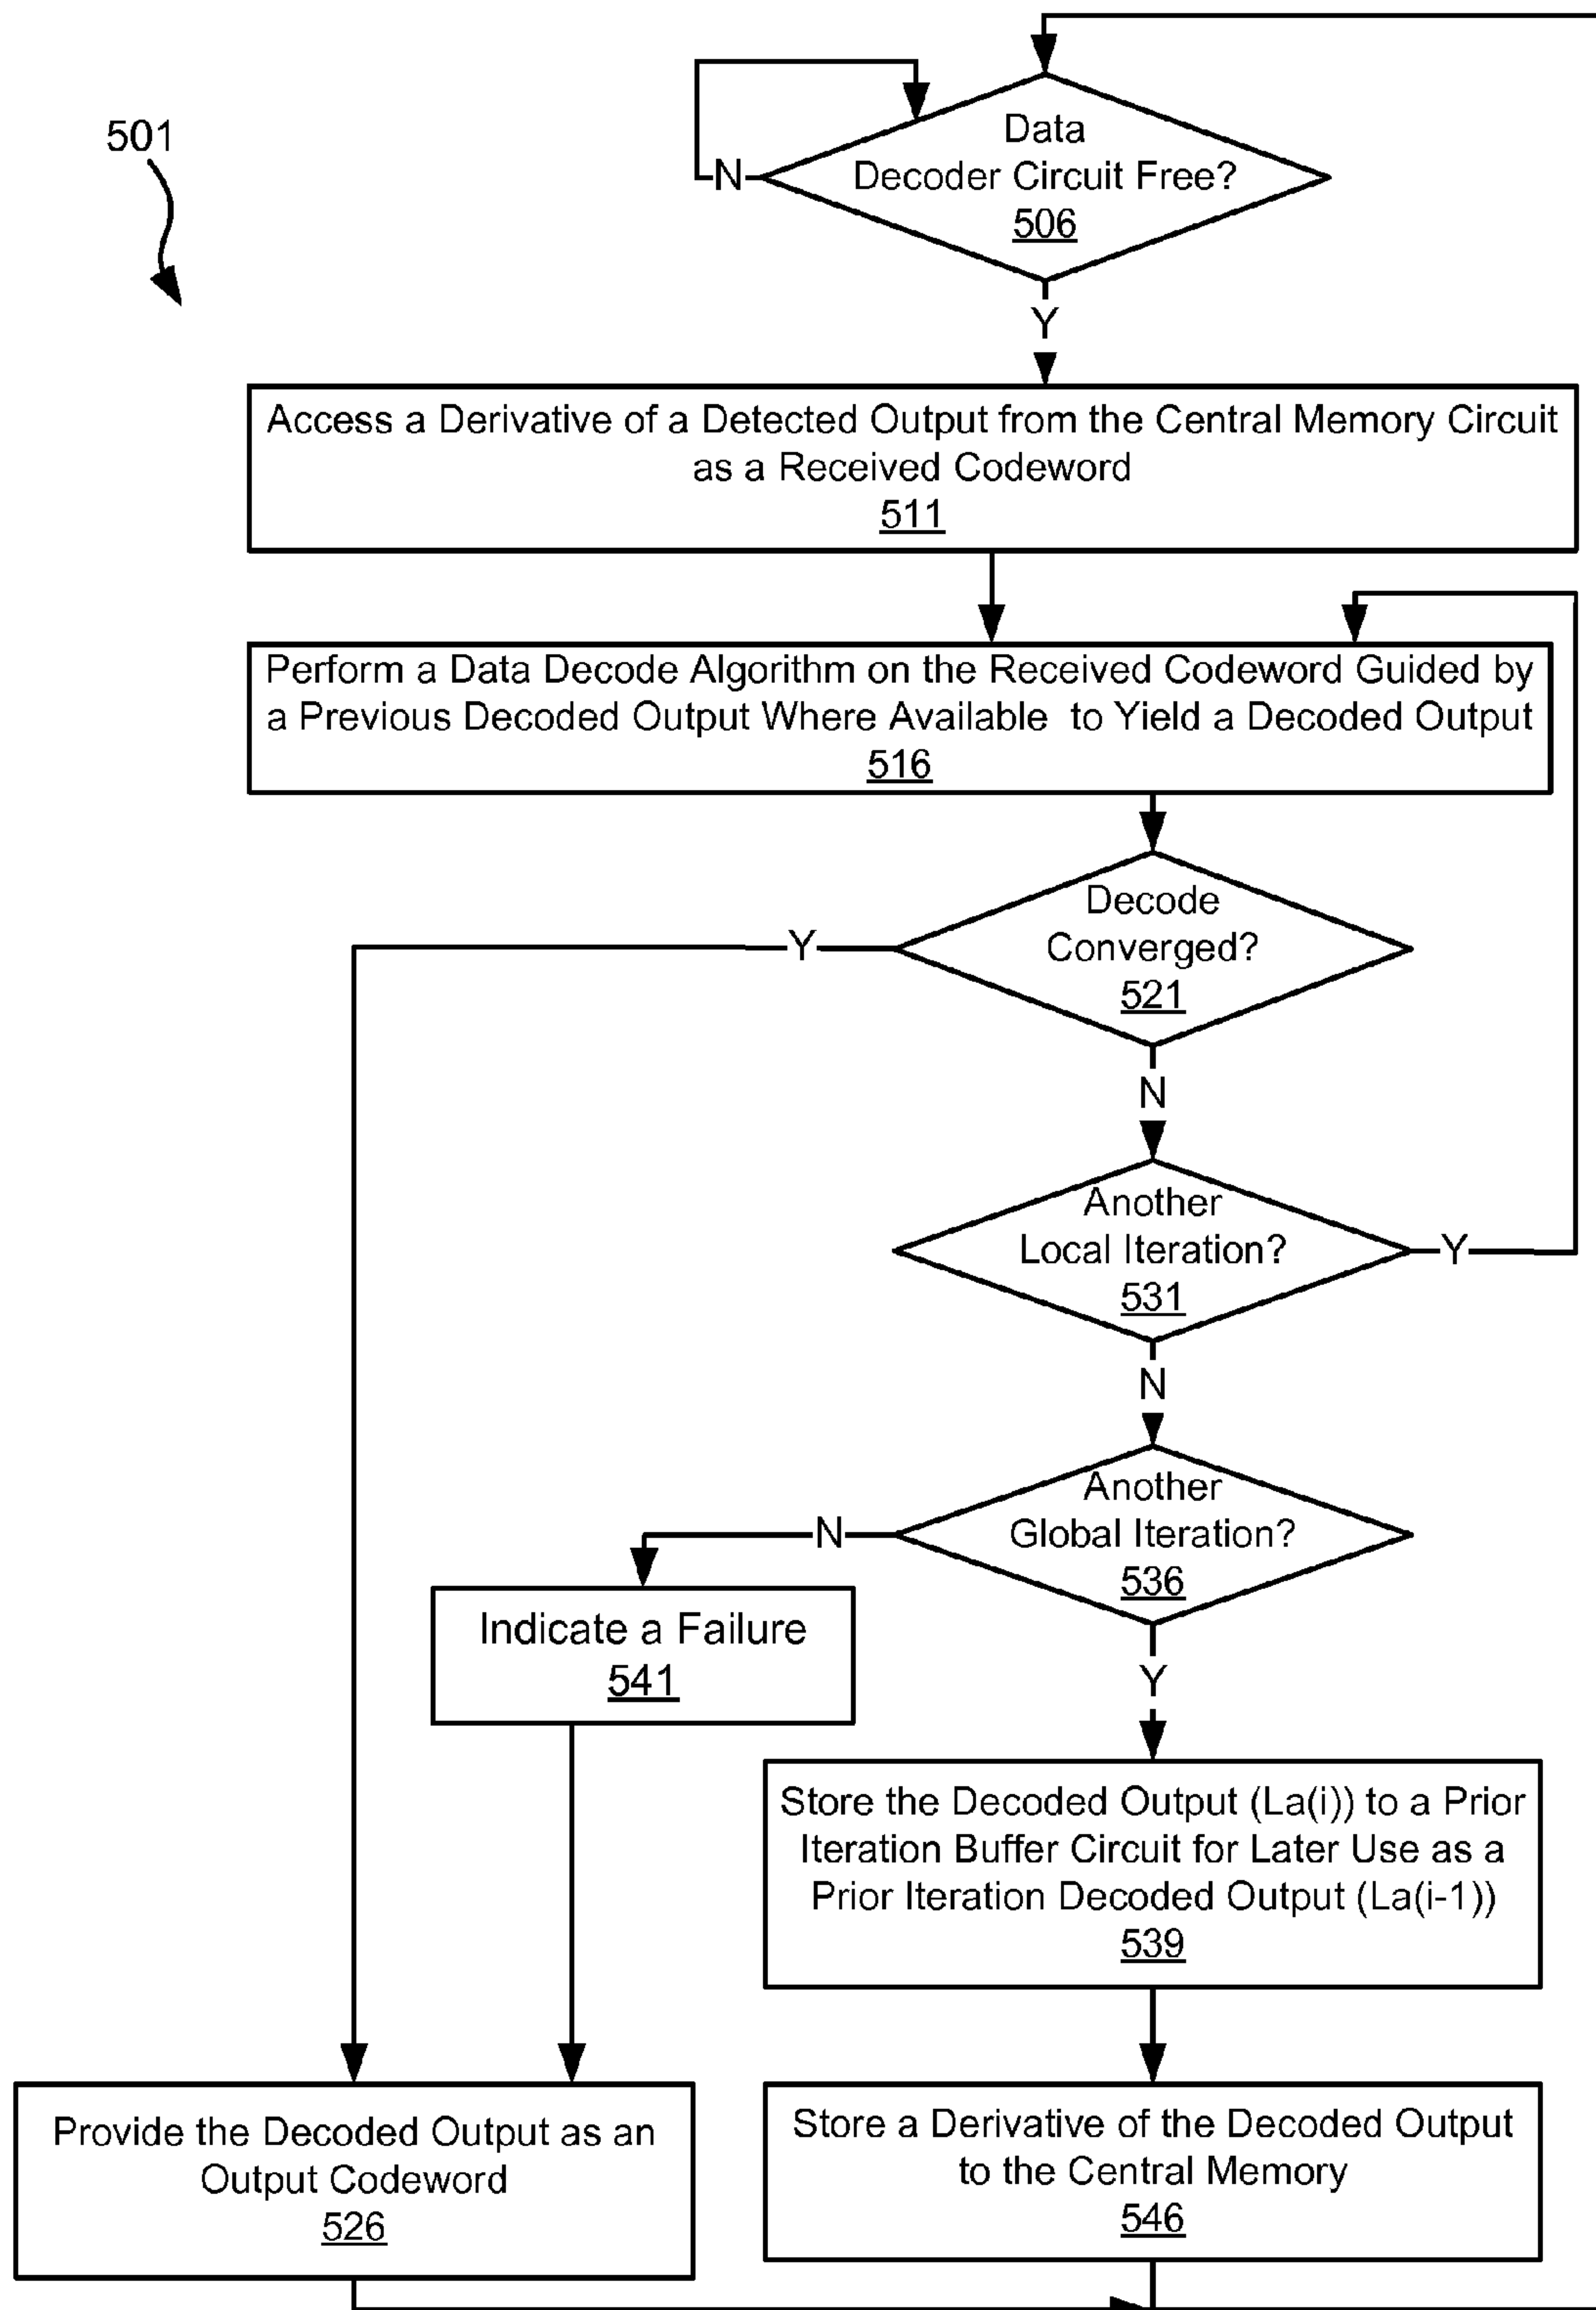 501
Data
Decoder Circuit Free?
506
N
Y
Access a Derivative of a Detected Output from the Central Memory Circuit
as a Received Codeword
511
Perform a Data Decode Algorithm on the Received Codeword Guided by
a Previous Decoded Output Where Available to Yield a Decoded Output
516
Decode
Converged?
521
Y
N
Another
Local Iteration?
531
Y
N
Another
Global Iteration?
536
N
Y
Indicate a Failure
541
Store the Decoded Output (La(i)) to a Prior
Iteration Buffer Circuit for Later Use as a
Prior Iteration Decoded Output (La(i-1))
539
Provide the Decoded Output as an
Output Codeword
526
Store a Derivative of the Decoded Output
to the Central Memory
546